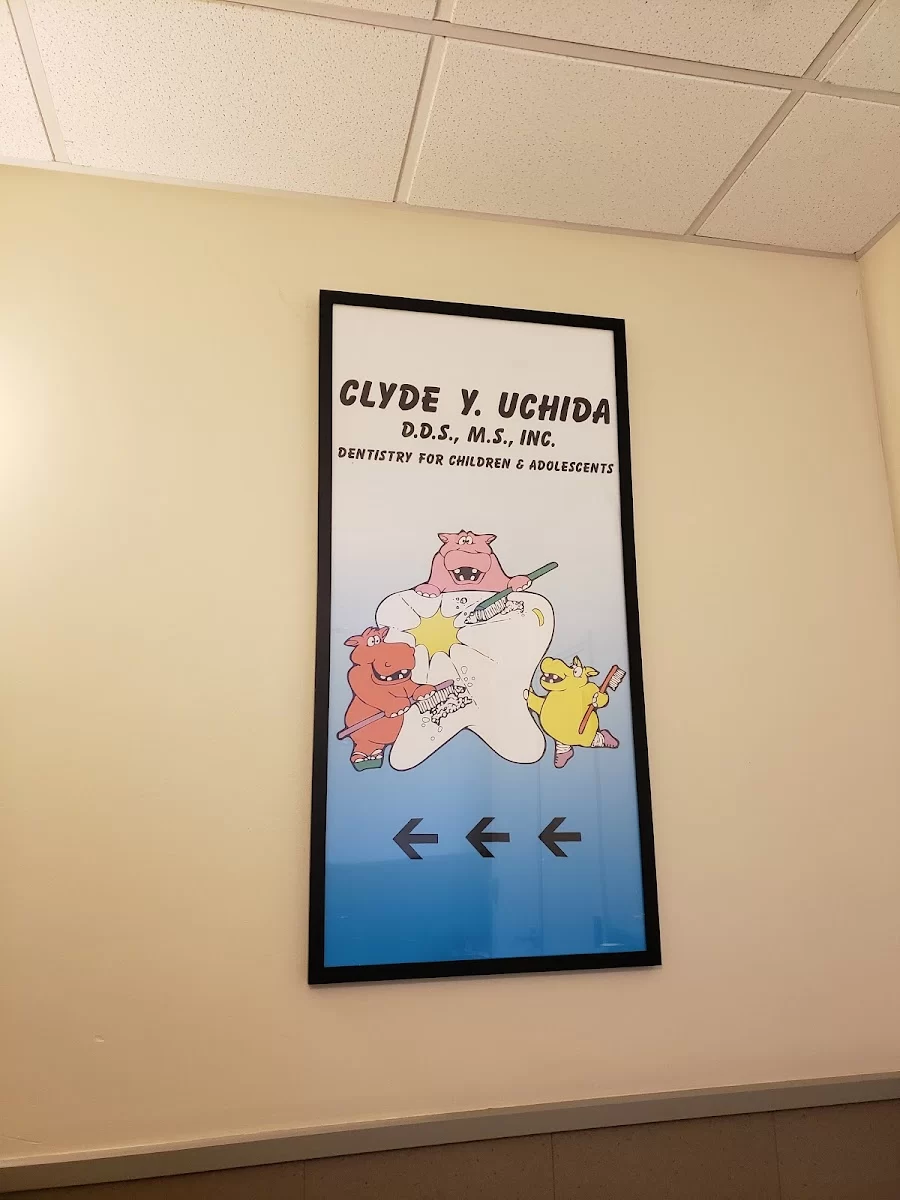 CLYDE Y. UCHIDA
D.D.S., M.S., INC.
DENTISTRY FOR CHILDREN & ADOLESCENTS